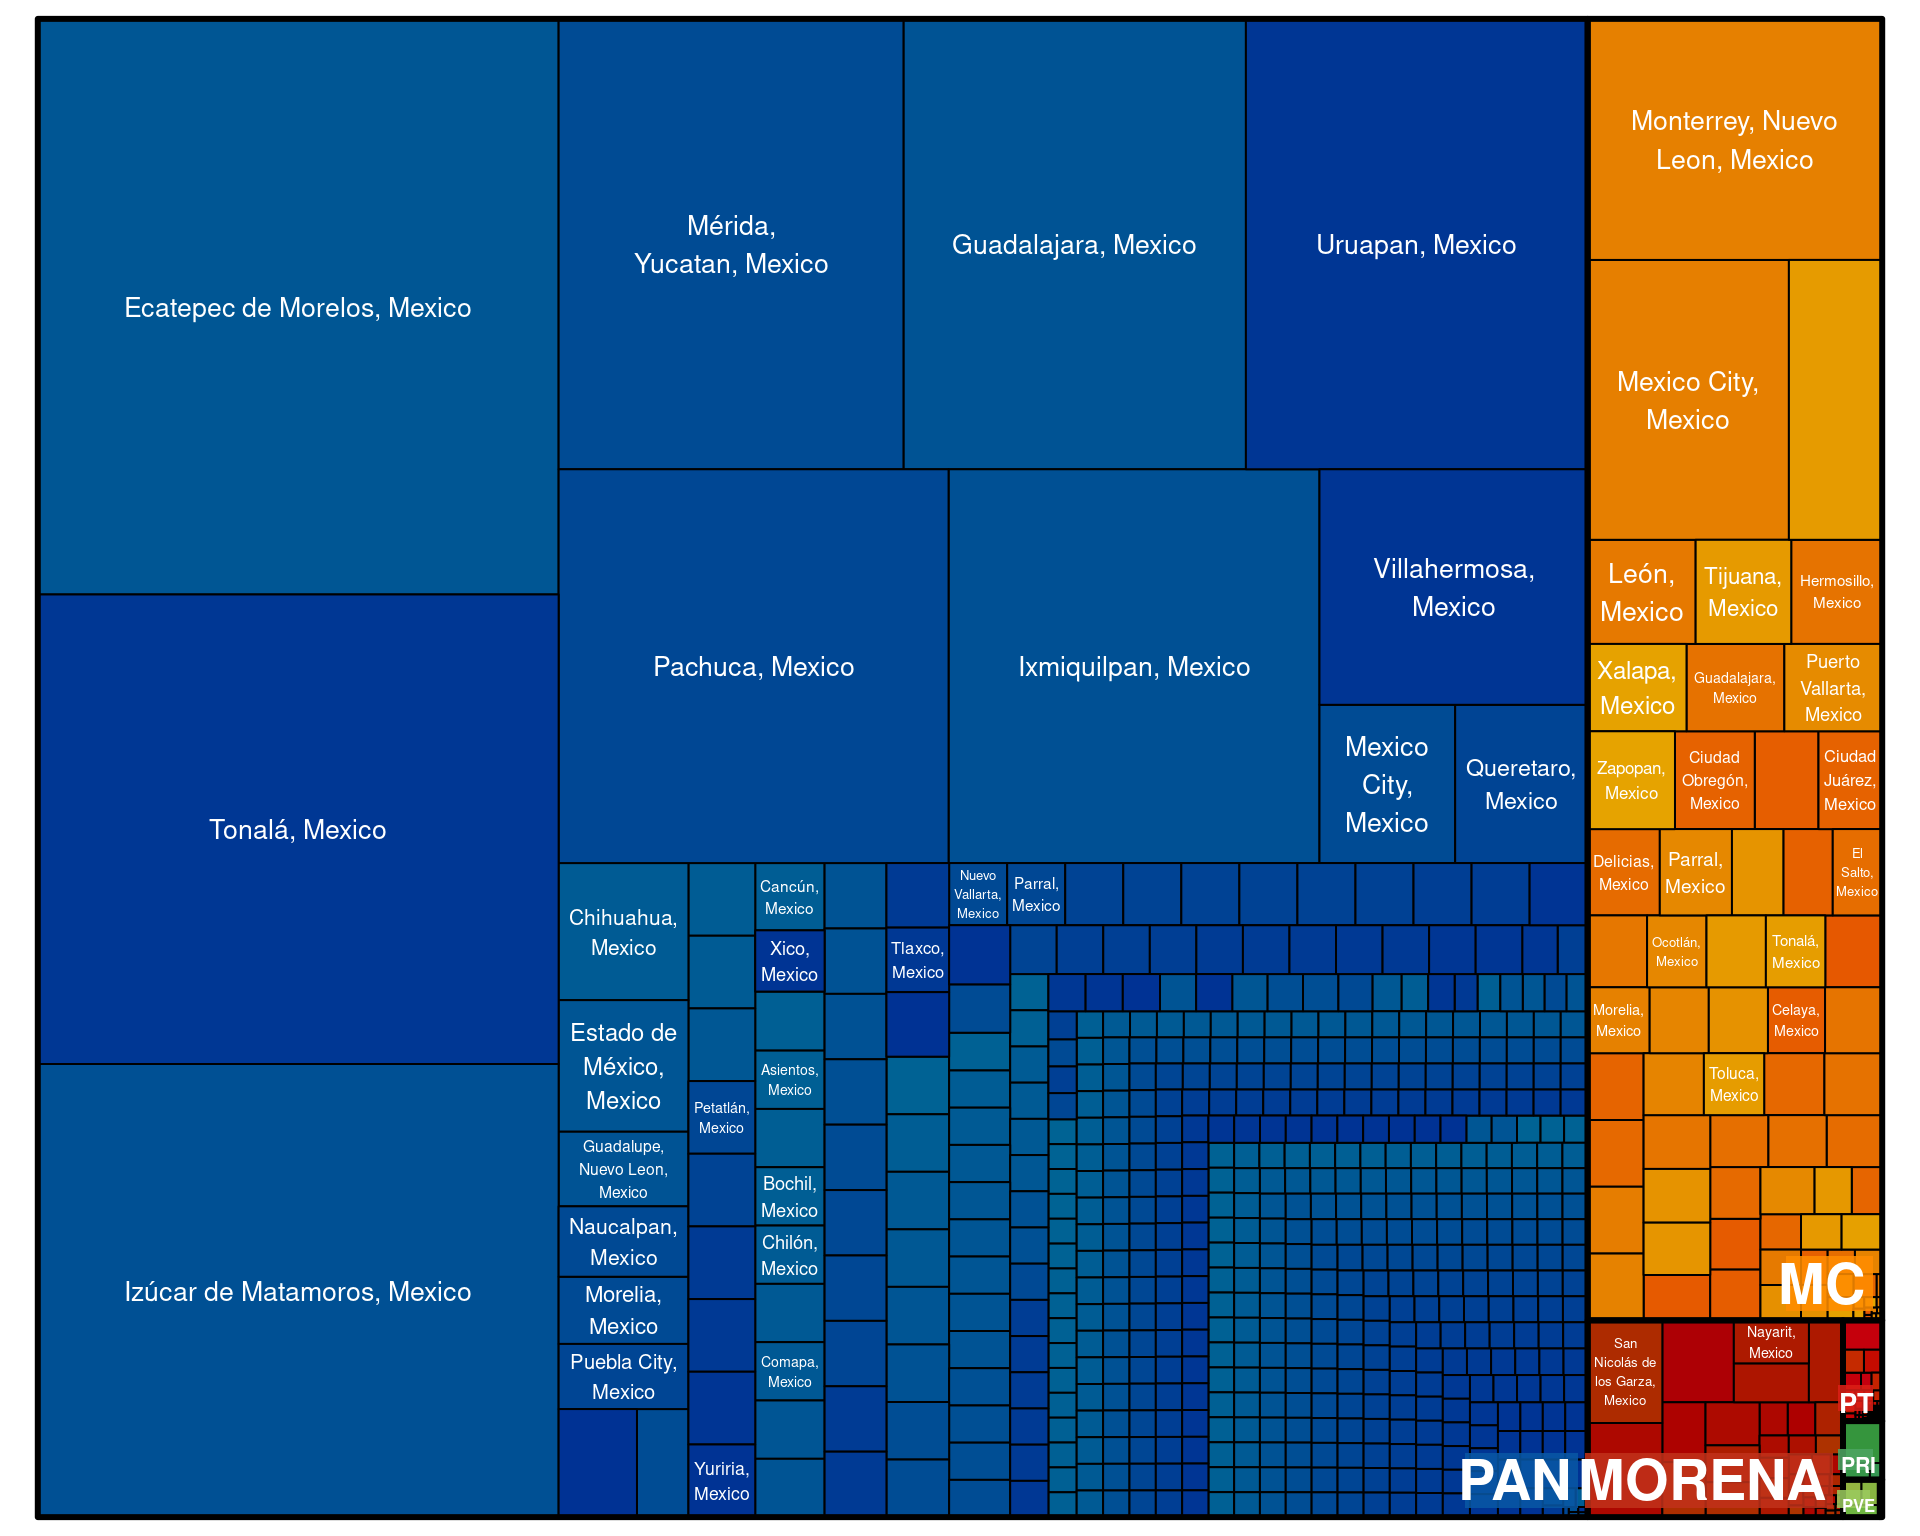 Ecatepec de Morelos, Mexico
Tonalá, Mexico
Izúcar de Matamoros, Mexico
Mérida,
Yucatan, Mexico
Guadalajara, Mexico
Uruapan, Mexico
Pachuca, Mexico
Ixmiquilpan, Mexico
Villahermosa,
Mexico
Mexico
City,
Mexico
Queretaro,
Mexico
Chihuahua,
Mexico
Estado de
México,
Mexico
Guadalupe,
Nuevo Leon,
Mexico
Naucalpan,
Mexico
Morelia,
Mexico
Puebla City,
Mexico
Petatlán,
Mexico
Yuriria,
Mexico
Cancún,
Mexico
Xico,
Mexico
Asientos,
Mexico
Bochil,
Mexico
Chilón,
Mexico
Comapa,
Mexico
Tlaxco,
Mexico
Nuevo
Vallarta,
Mexico
Parral,
Mexico
PAN
Monterrey, Nuevo
Leon, Mexico
Mexico City,
Mexico
León,
Mexico
Tijuana,
Mexico
Hermosillo,
Mexico
Xalapa,
Mexico
Guadalajara,
Mexico
Puerto
Vallarta,
Mexico
Zapopan,
Mexico
Ciudad
Obregón,
Mexico
Ciudad
Juárez,
Mexico
Delicias,
Mexico
Parral,
Mexico
El
Salto,
Mexico
Ocotlán,
Mexico
Tonalá,
Mexico
Morelia,
Mexico
Celaya,
Mexico
Toluca,
Mexico
MC
San
Nicolás de
los Garza,
Mexico
Nayarit,
Mexico
MORENA
PT
PRI
PVE